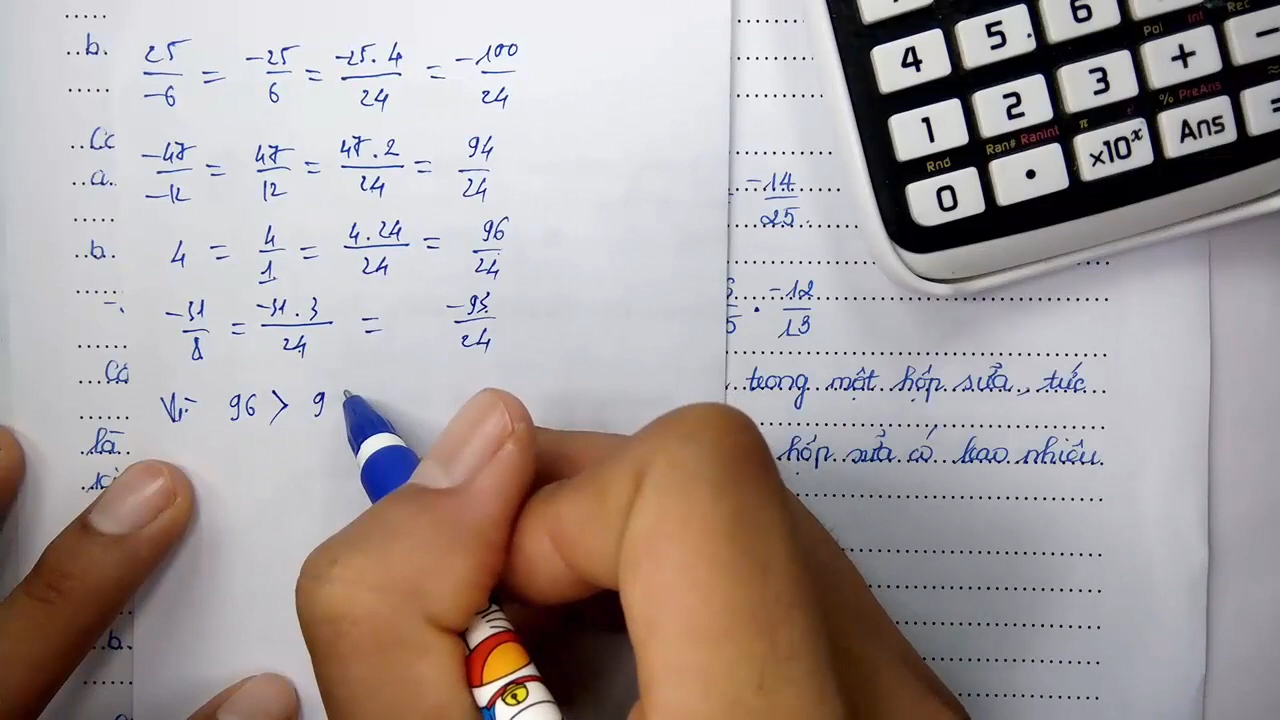 b. 25/-6 = -25/6 = -25.4/24 = -100/24
-47/-12 = 47/12 = 47.2/24 = 94/24
a.
4 = 4/1 = 4.24/24 = 96/24
b.
-31/8 = -31.3/24 = -93/24
Vì 96 > 9
là
b.
-14/25
. -12/13
trong một hộp sữa, tức
hộp sữa có bao nhiêu
4 5 6
+ −
1 2 3
Pol Int Rec
0 . ×10ˣ Ans =
Rnd Ran# RanInt π % PreAns